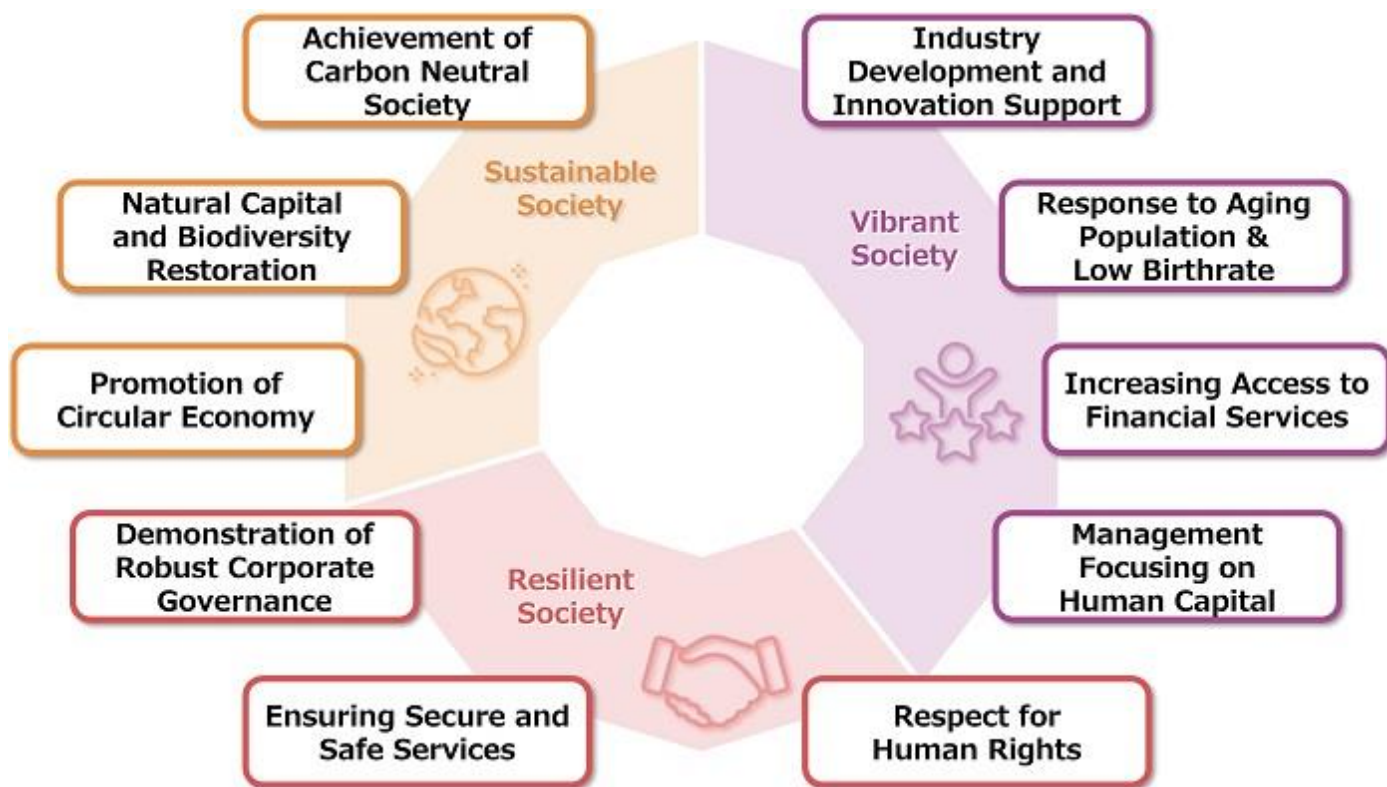 Achievement of
Carbon Neutral
Society
Industry
Development and
Innovation Support
Sustainable
Society
Vibrant
Society
Natural Capital
and Biodiversity
Restoration
Response to Aging
Population &
Low Birthrate
Promotion of
Circular Economy
Increasing Access to
Financial Services
Demonstration of
Robust Corporate
Governance
Resilient
Society
Management
Focusing on
Human Capital
Ensuring Secure and
Safe Services
Respect for
Human Rights